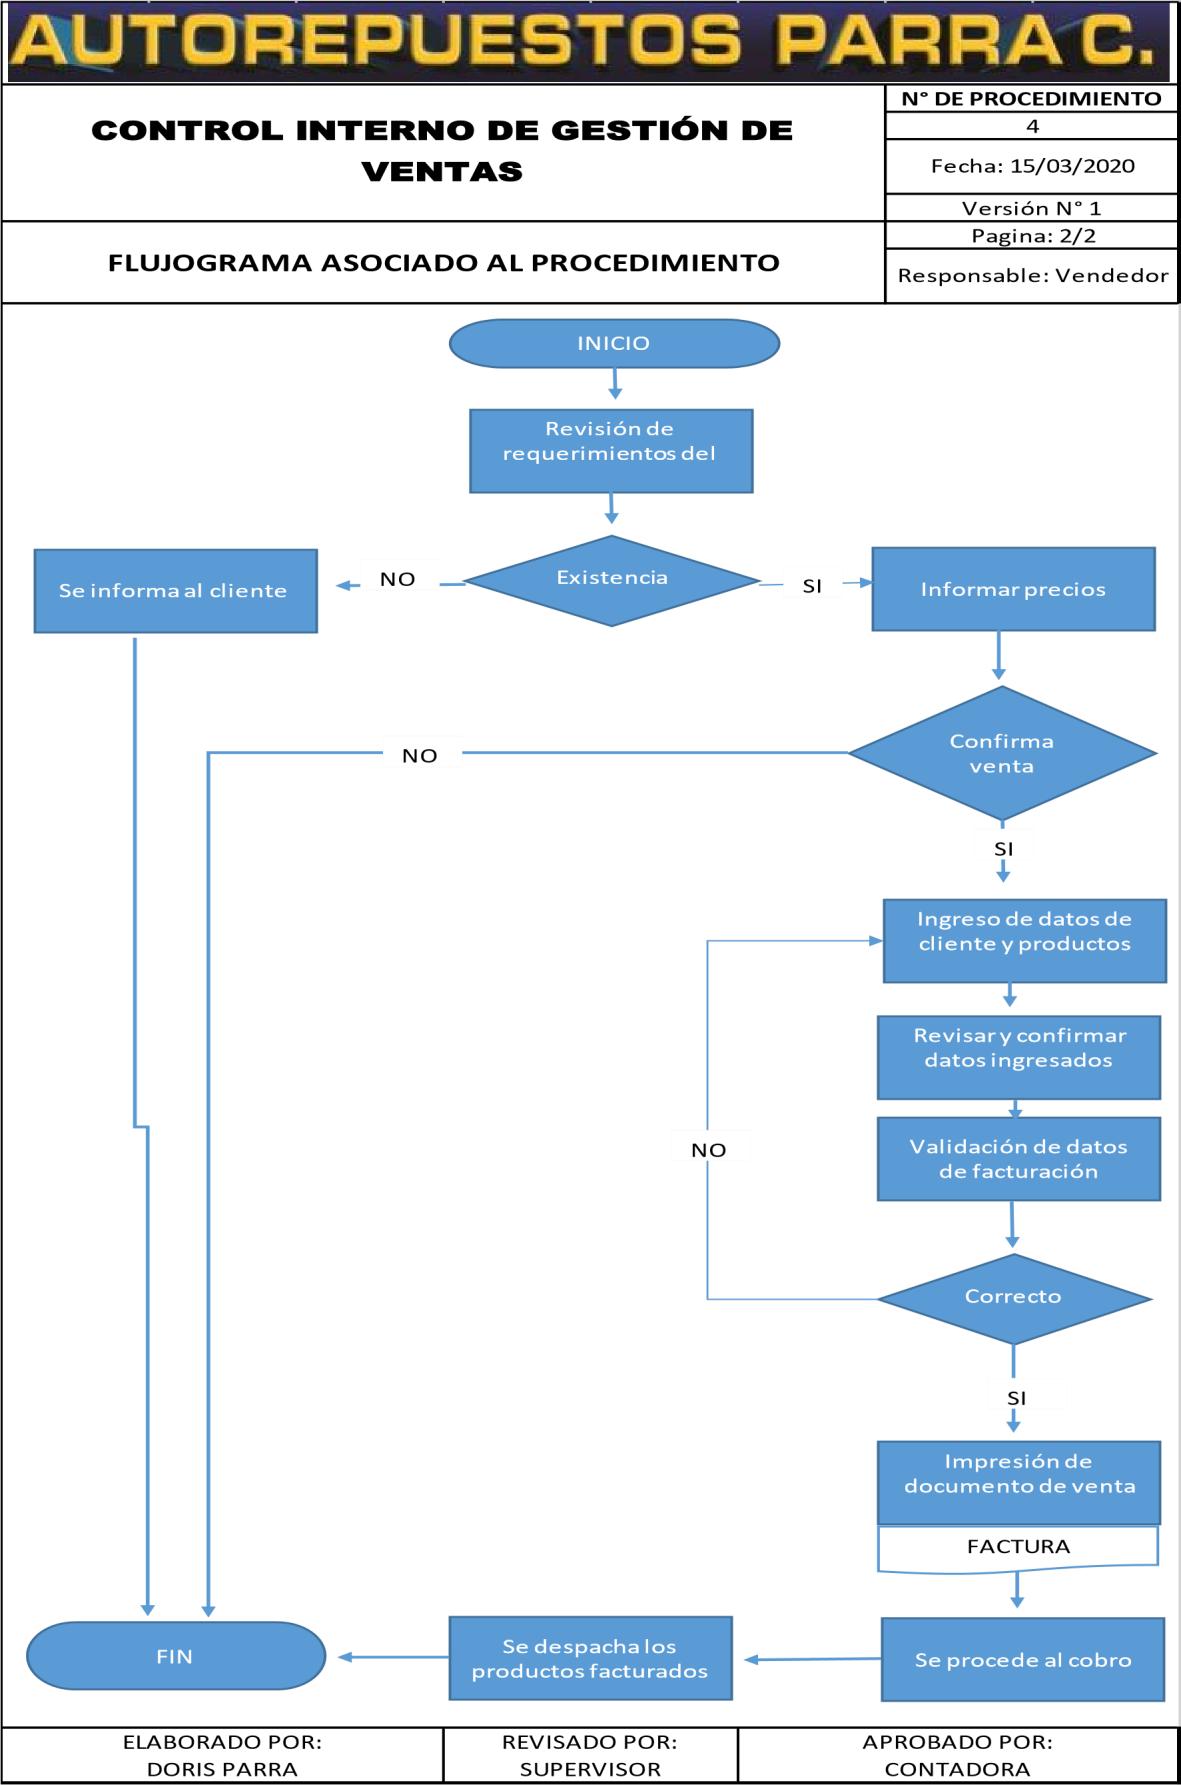 AUTOREPUESTOS PARRA C.
CONTROL INTERNO DE GESTIÓN DE
VENTAS
N° DE PROCEDIMIENTO
4
Fecha: 15/03/2020
Versión N° 1
FLUJOGRAMA ASOCIADO AL PROCEDIMIENTO
Pagina: 2/2
Responsable: Vendedor
INICIO
Revisión de
requerimientos del
Existencia
NO
Se informa al cliente
SI
Informar precios
Confirma
venta
NO
SI
Ingreso de datos de
cliente y productos
Revisar y confirmar
datos ingresados
Validación de datos
de facturación
NO
Correcto
SI
Impresión de
documento de venta
FACTURA
Se procede al cobro
Se despacha los
productos facturados
FIN
ELABORADO POR:
DORIS PARRA
REVISADO POR:
SUPERVISOR
APROBADO POR:
CONTADORA